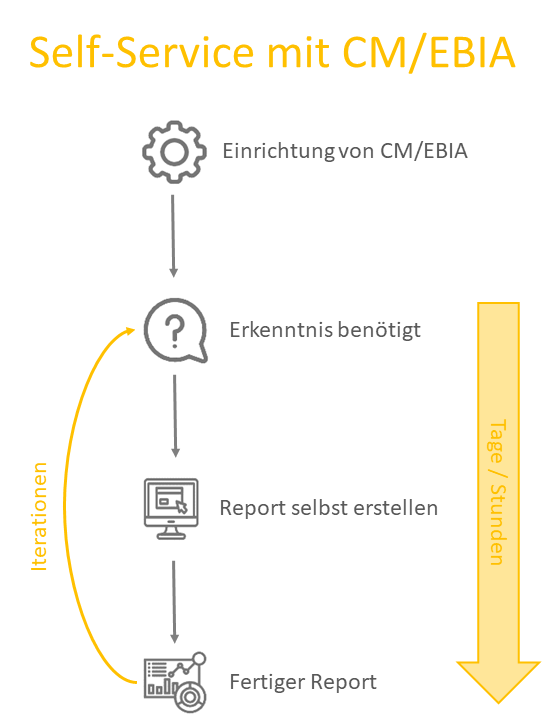 Self-Service mit CM/EBIA
Einrichtung von CM/EBIA
?
Erkenntnis benötigt
Tage / Stunden
Iterationen
Report selbst erstellen
Fertiger Report